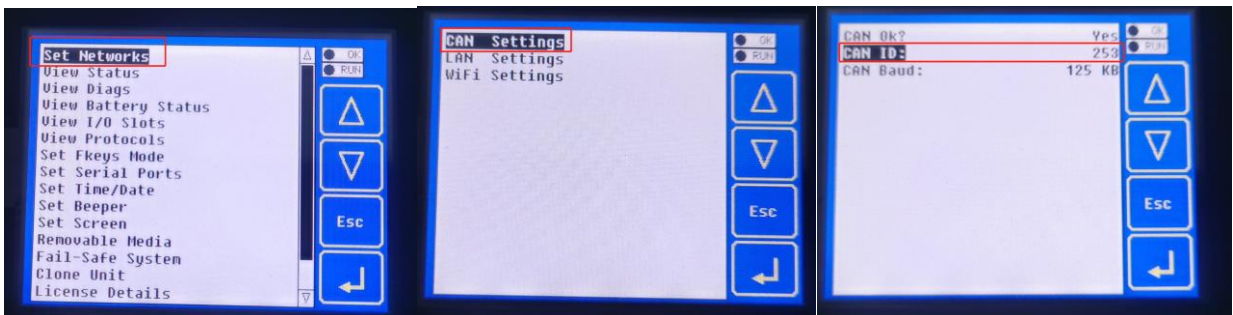 Set Networks
View Status
View Diags
View Battery Status
View I/O Slots
View Protocols
Set Fkeys Mode
Set Serial Ports
Set Time/Date
Set Beeper
Set Screen
Removable Media
Fail-Safe System
Clone Unit
License Details
OK
RUN
Esc
CAN Settings
LAN Settings
WiFi Settings
OK
RUN
Esc
CAN Ok? Yes
CAN ID: 253
CAN Baud: 125 KB
OK
RUN
Esc